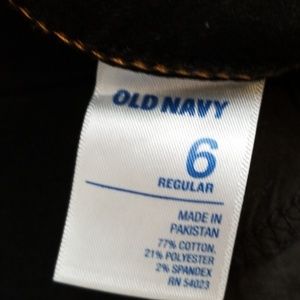 OLD NAVY
6
REGULAR
MADE IN
PAKISTAN
77% COTTON,
21% POLYESTER
2% SPANDEX
RN 54023